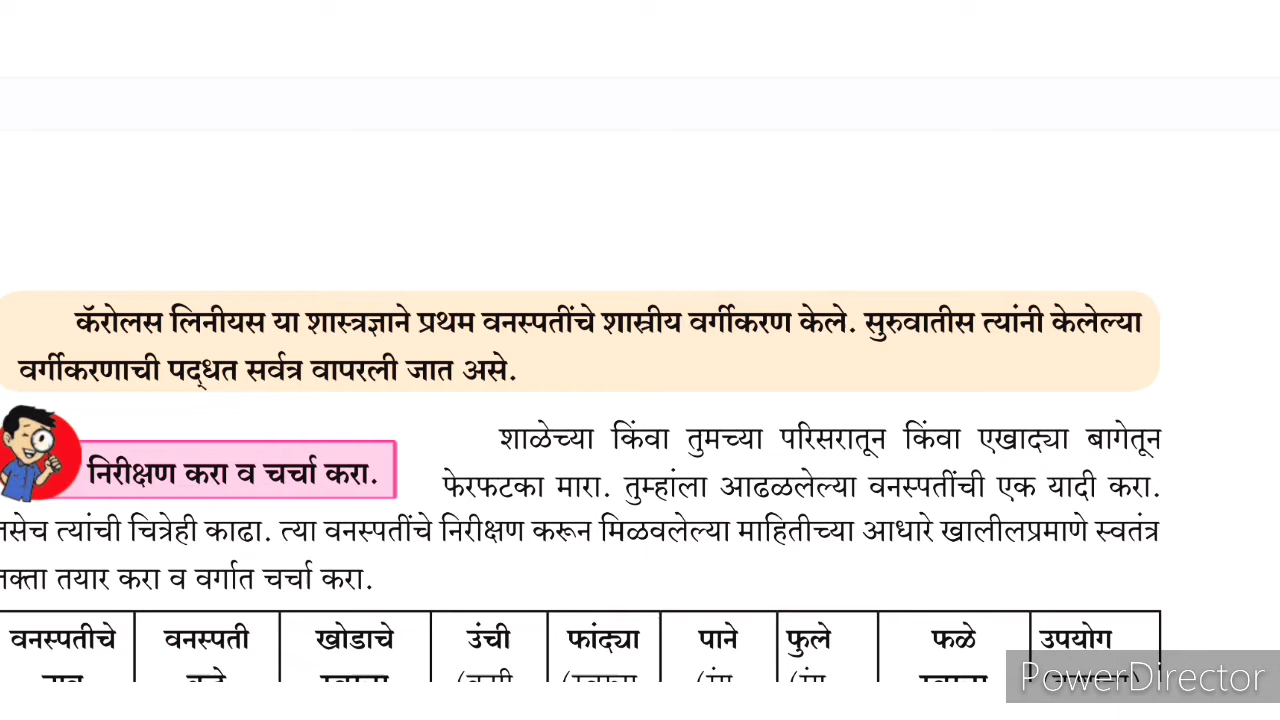 कॅरोलस लिनीयस या शास्त्रज्ञाने प्रथम वनस्पतींचे शास्रीय वर्गीकरण केले. सुरुवातीस त्यांनी केलेल्या
वर्गीकरणाची पद्धत सर्वत्र वापरली जात असे.
निरीक्षण करा व चर्चा करा.
शाळेच्या किंवा तुमच्या परिसरातून किंवा एखाद्या बागेतून
फेरफटका मारा. तुम्हांला आढळलेल्या वनस्पतींची एक यादी करा.
तसेच त्यांची चित्रेही काढा. त्या वनस्पतींचे निरीक्षण करून मिळवलेल्या माहितीच्या आधारे खालीलप्रमाणे स्वतंत्र
तक्ता तयार करा व वर्गात चर्चा करा.
वनस्पतीचे वनस्पती खोडाचे उंची फांद्या पाने फुले फळे उपयोग
PowerDirector